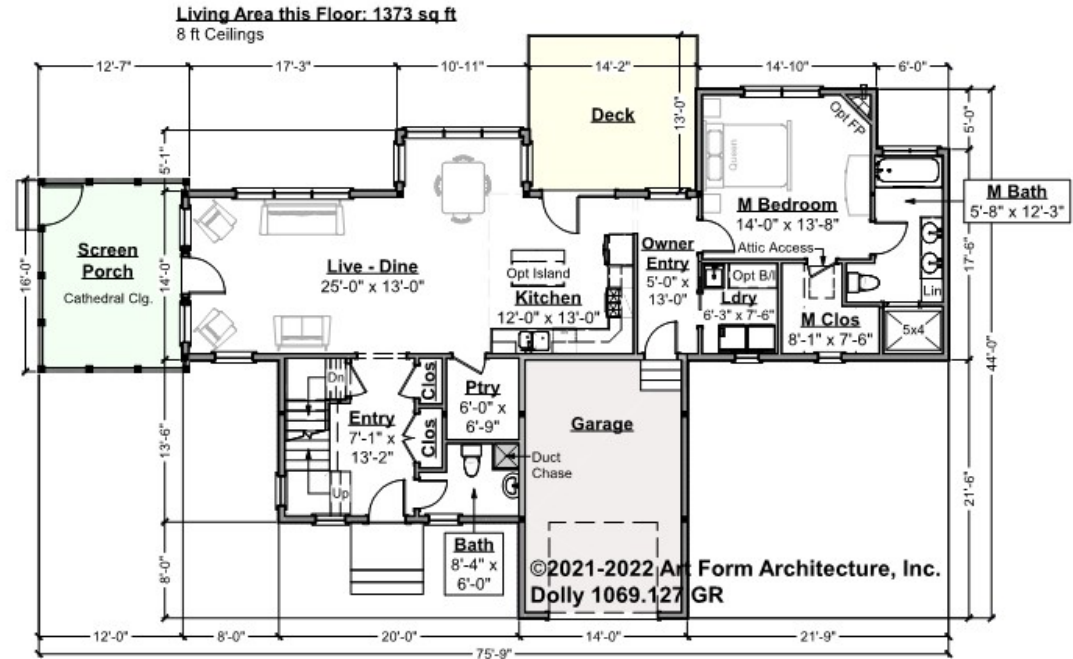 Living Area this Floor: 1373 sq ft
8 ft Ceilings
12'-7"
17'-3"
10'-11"
14'-2"
14'-10"
6'-0"
Deck
13'-0"
Opt FP
Queen
5'-0"
5'-1"
M Bath
5'-8" x 12'-3"
M Bedroom
14'-0" x 13'-8"
Attic Access
17'-6"
Screen
Porch
Cathedral Clg.
16'-0"
14'-0"
Live - Dine
25'-0" x 13'-0"
Opt Island
Kitchen
12'-0" x 13'-0"
Owner
Entry
5'-0" x
13'-0"
Opt B/I
Ldry
6'-3" x 7'-6"
M Clos
8'-1" x 7'-6"
Lin
5x4
44'-0"
Dn
Clos
Entry
7'-1" x
13'-2"
Clos
Up
Ptry
6'-0" x
6'-9"
Garage
Duct
Chase
13'-6"
21'-6"
Bath
8'-4" x
6'-0"
8'-0"
©2021-2022 Art Form Architecture, Inc.
Dolly 1069.127 GR
12'-0"
8'-0"
20'-0"
14'-0"
21'-9"
75'-9"